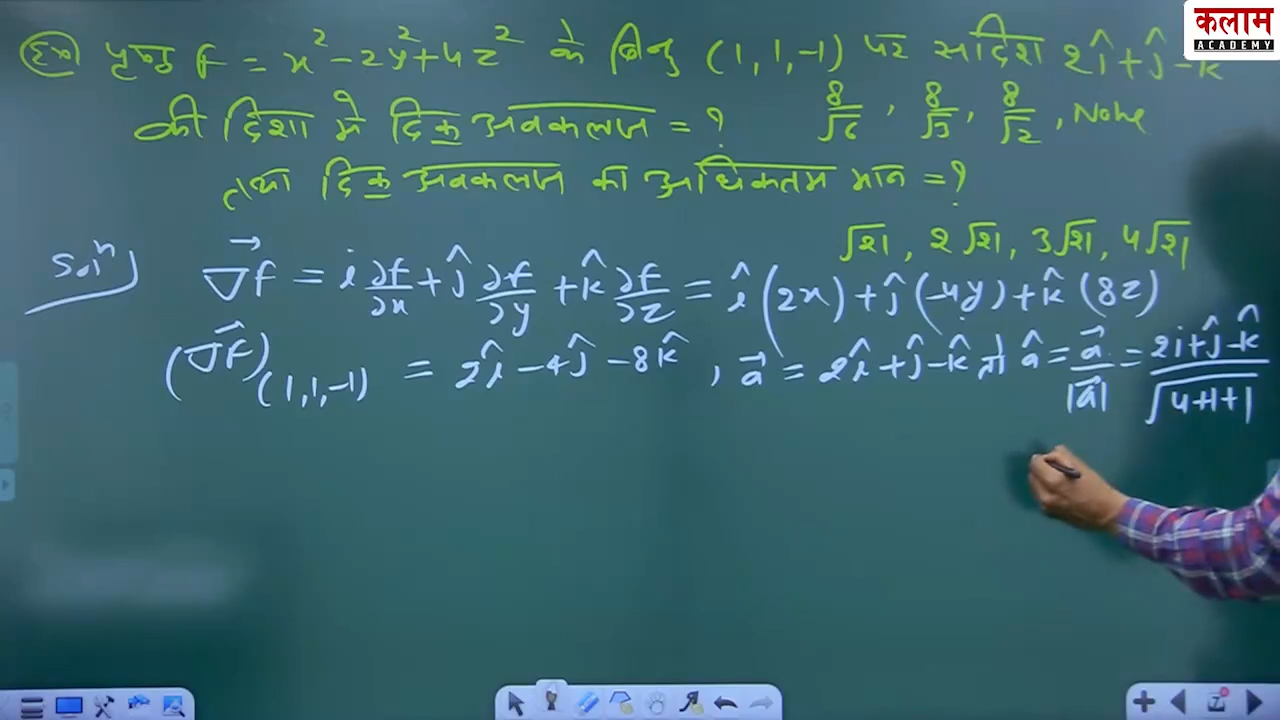 कलाम
ACADEMY
Ex पृष्ठ f = x² - 2y² + 4z² के बिन्दु (1, 1, -1) पर सदिश 2î + ĵ - k̂
की दिशा मे दिक् अवकलज = ? 8/√6 , 8/√3 , 8/√2 , None
तथा दिक् अवकलज का अधिकतम मान = ?
√21 , 2√21 , 3√21 , 4√21
Solⁿ ∇⃗f = i ∂f/∂x + ĵ ∂f/∂y + k̂ ∂f/∂z = î(2x) + ĵ(-4y) + k̂(8z)
(∇⃗f)(1,1,-1) = 2î - 4ĵ - 8k̂ , a⃗ = 2î + ĵ - k̂ तो â = a⃗/|a⃗| = 2i + ĵ - k̂/√4+1+1